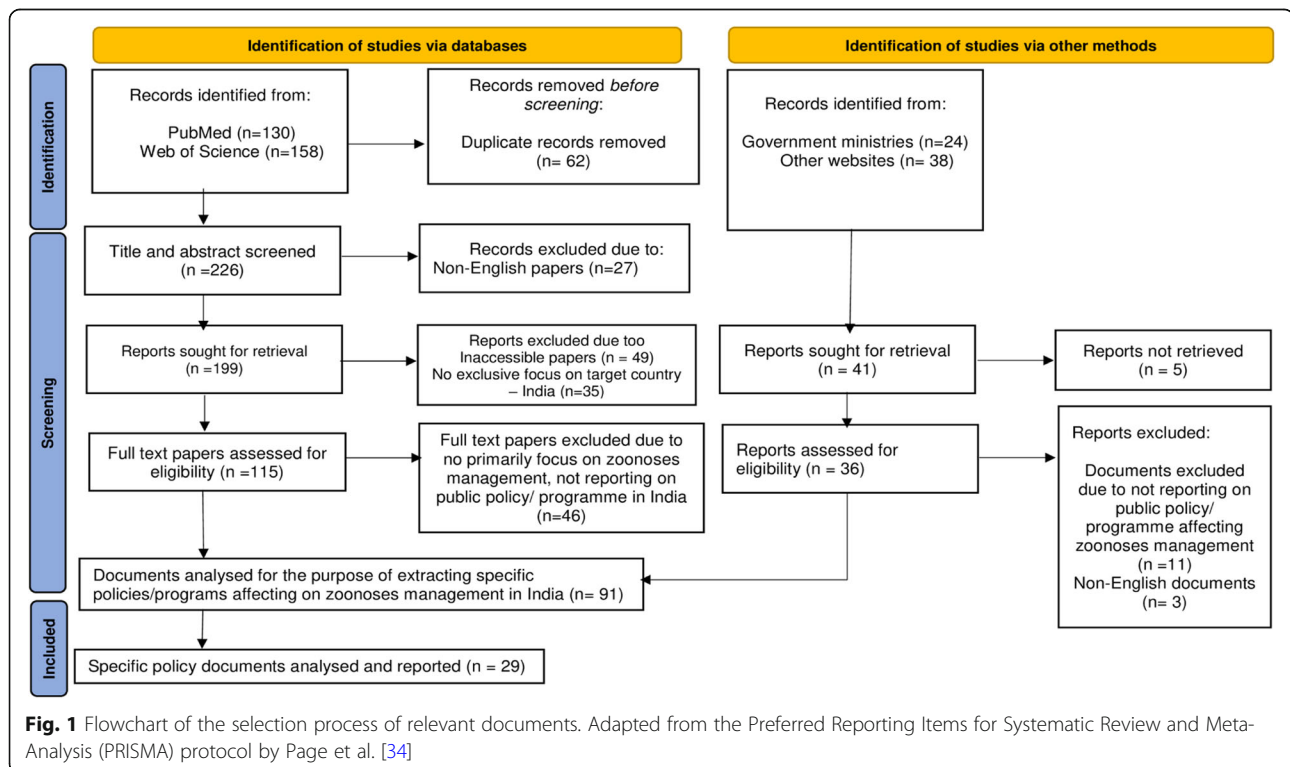 Identification of studies via databases
Identification of studies via other methods
Identification
Records identified from:
PubMed (n=130)
Web of Science (n=158)
Records removed before
screening:
Duplicate records removed
(n= 62)
Records identified from:
Government ministries (n=24)
Other websites (n= 38)
Screening
Title and abstract screened
(n =226)
Records excluded due to:
Non-English papers (n=27)
Reports sought for retrieval
(n =199)
Reports excluded due too
Inaccessible papers (n = 49)
No exclusive focus on target country
– India (n=35)
Reports sought for retrieval
(n = 41)
Reports not retrieved
(n = 5)
Full text papers assessed for
eligibility (n =115)
Full text papers excluded due to
no primarily focus on zoonoses
management, not reporting on
public policy/ programme in India
(n=46)
Reports assessed for
eligibility (n = 36)
Reports excluded:
Documents excluded
due to not reporting on
public policy/
programme affecting
zoonoses management
(n =11)
Non-English documents
(n= 3)
Documents analysed for the purpose of extracting specific
policies/programs affecting on zoonoses management in India (n= 91)
Included
Specific policy documents analysed and reported (n = 29)
Fig. 1 Flowchart of the selection process of relevant documents. Adapted from the Preferred Reporting Items for Systematic Review and Meta-
Analysis (PRISMA) protocol by Page et al. [34]